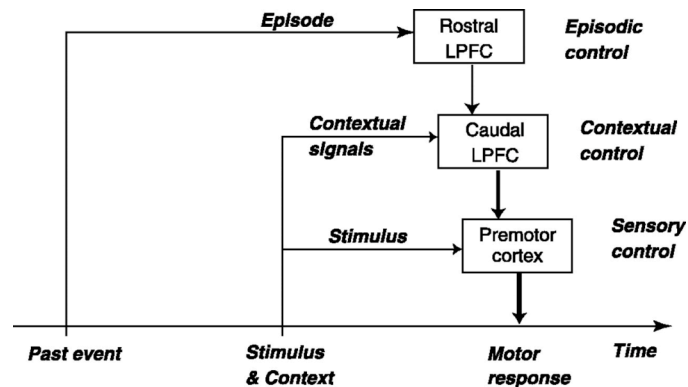 Episode
Rostral
LPFC
Episodic
control
Contextual
signals
Caudal
LPFC
Contextual
control
Stimulus
Premotor
cortex
Sensory
control
Past event
Stimulus
& Context
Motor
response
Time